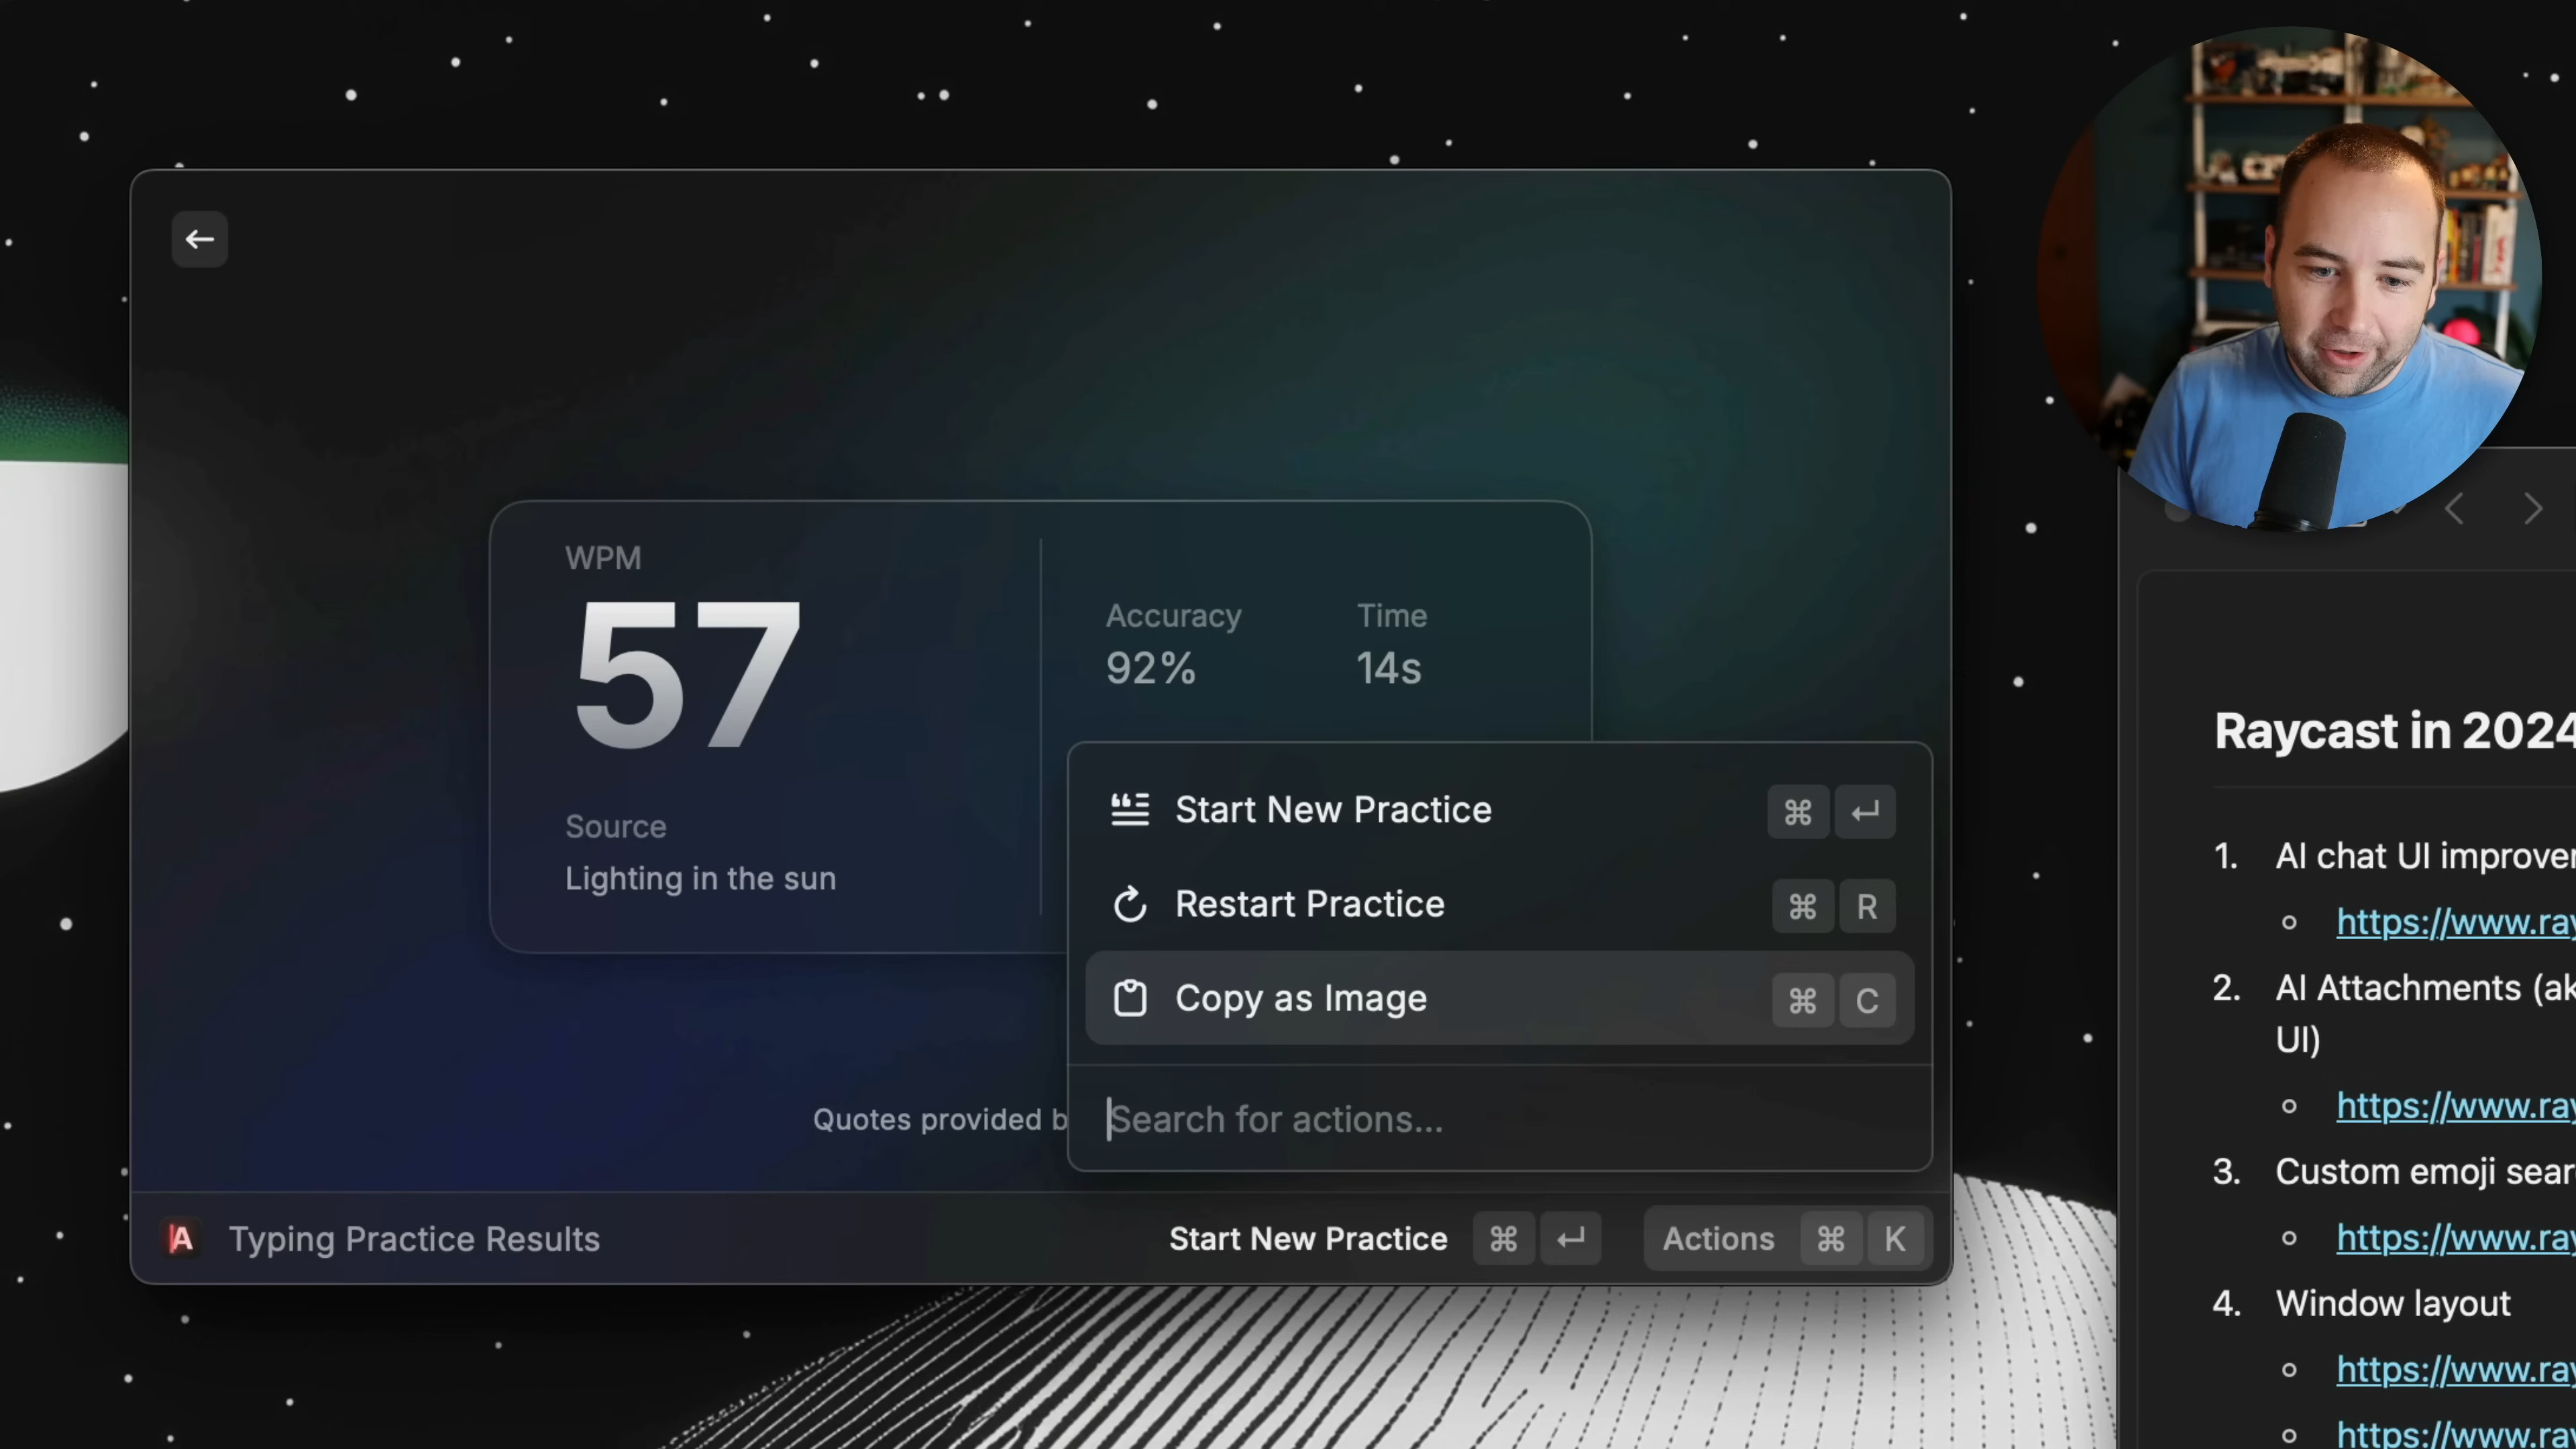 WPM
57
Accuracy
92%
Time
14s
Source
Lighting in the sun
Start New Practice ⌘ ↵
Restart Practice ⌘ R
Copy as Image ⌘ C
Search for actions...
Quotes provided b
Typing Practice Results
Start New Practice ⌘ ↵
Actions ⌘ K
Raycast in 2024
1. AI chat UI improve
https://www.ray
2. AI Attachments (ak
UI)
https://www.ray
3. Custom emoji sear
https://www.ray
4. Window layout
https://www.ray
https://www.ray